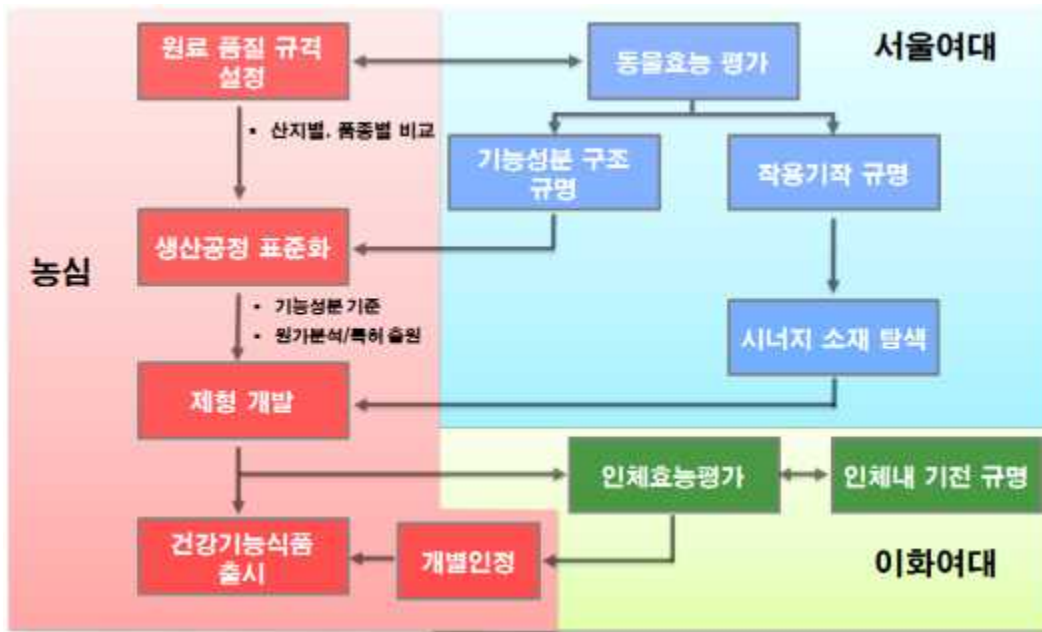 원료 품질 규격
설정
동물효능 평가
서울여대
• 산지별. 품종별 비교
기능성분 구조
규명
작용기작 규명
농심
생산공정 표준화
• 기능성분 기준
• 원가분석/특허 출원
시너지 소재 탐색
제형 개발
인체효능평가
인체내 기전 규명
건강기능식품
출시
개별인정
이화여대